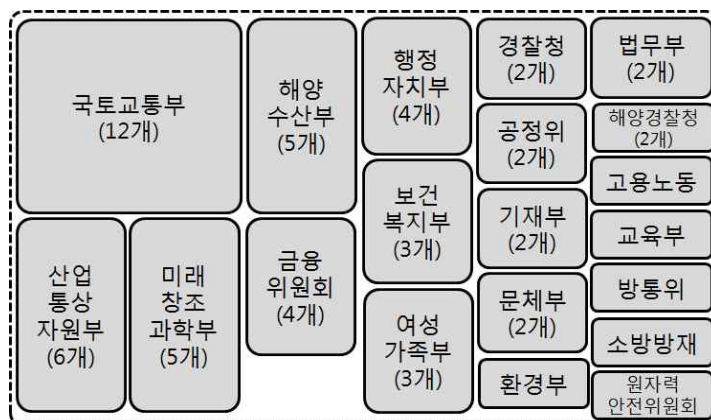 국토교통부
(12개)
해양
수산부
(5개)
행정
자치부
(4개)
경찰청
(2개)
법무부
(2개)
공정위
(2개)
해양경찰청
(2개)
고용노동
보건
복지부
(3개)
기재부
(2개)
교육부
산업
통상
자원부
(6개)
미래
창조
과학부
(5개)
금융
위원회
(4개)
방통위
여성
가족부
(3개)
문체부
(2개)
소방방재
환경부
원자력
안전위원회